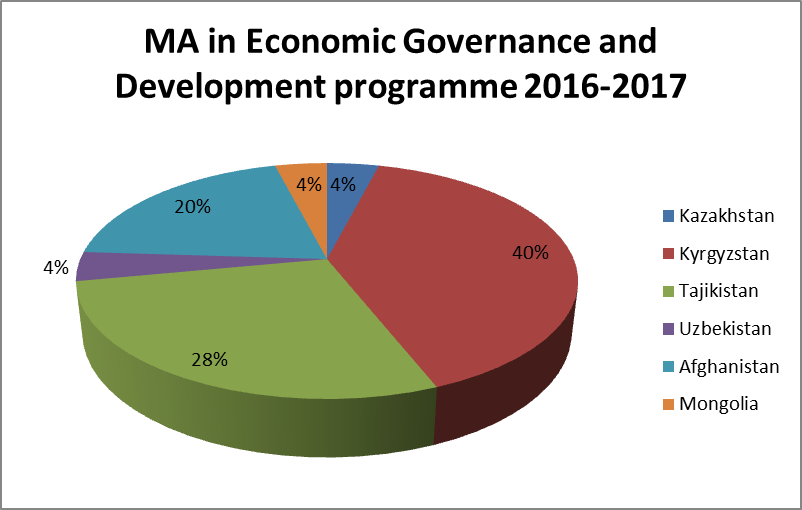 MA in Economic Governance and
Development programme 2016-2017
4%
4%
20%
40%
4%
28%
Kazakhstan
Kyrgyzstan
Tajikistan
Uzbekistan
Afghanistan
Mongolia